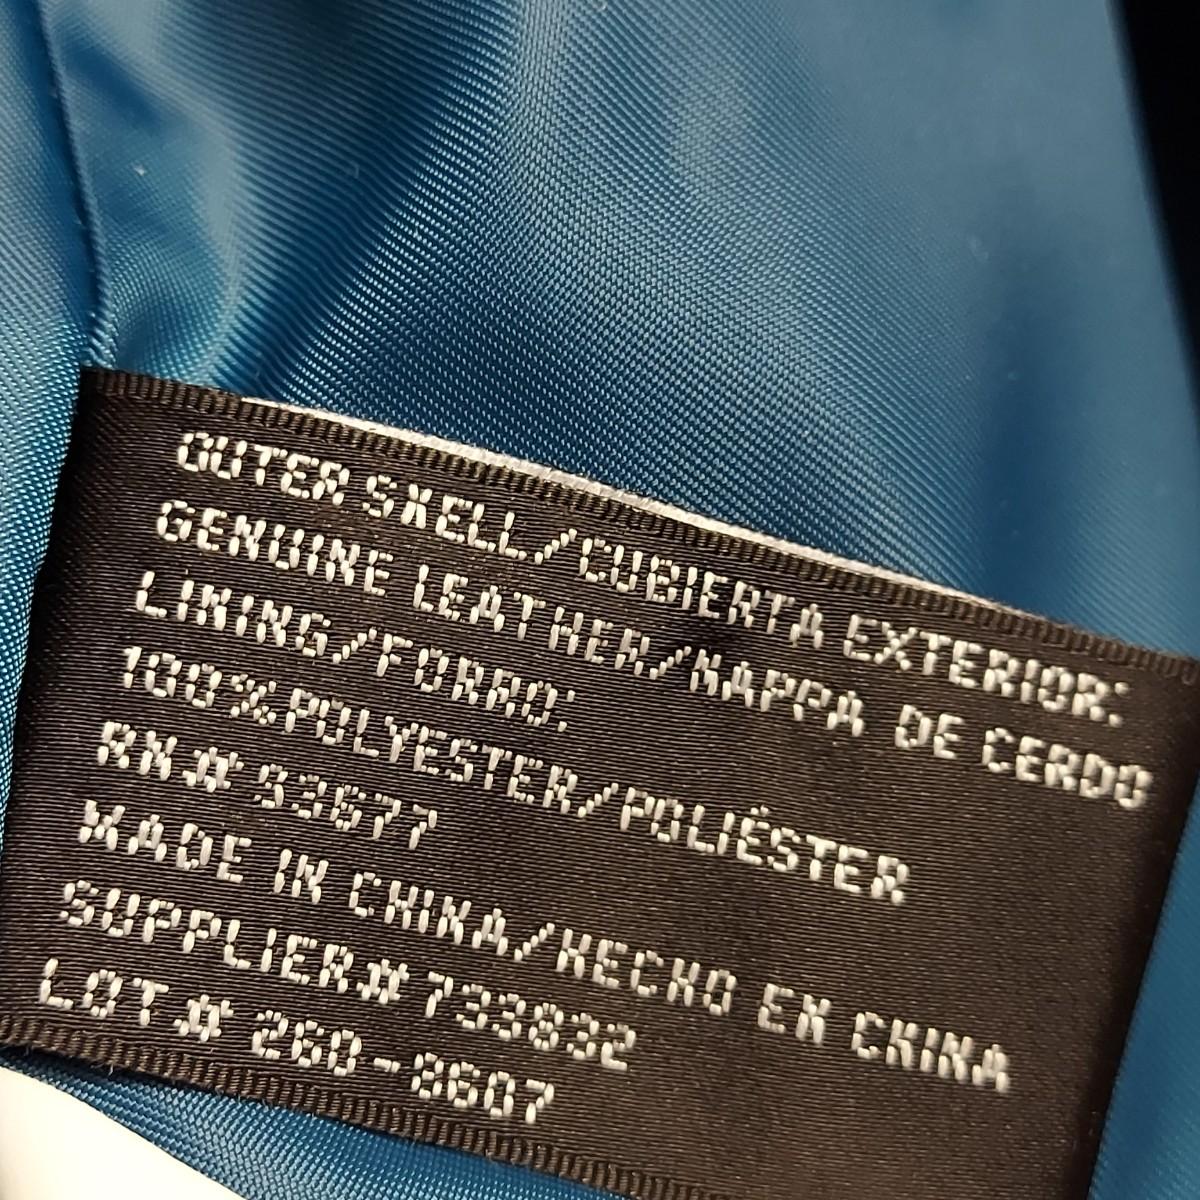 OUTER SHELL/CUBIERTA EXTERIOR:
GENUINE LEATHER/NAPPA DE CERDO
LINING/FORRO:
100%POLYESTER/POLIÉSTER
RN# 93677
MADE IN CHINA/HECHO EN CHINA
SUPPLIER# 733832
LOT# 260-8607